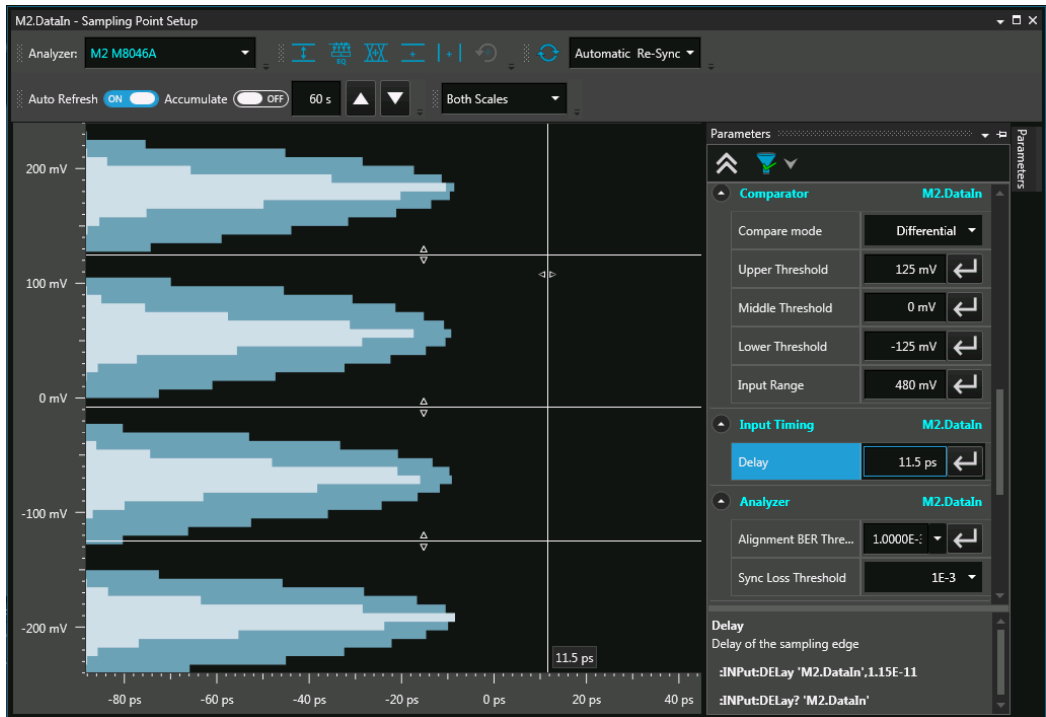 M2.DataIn - Sampling Point Setup
Analyzer: M2 M8046A EQ Automatic Re-Sync
Auto Refresh ON Accumulate OFF 60 s Both Scales
200 mV
100 mV
0 mV
-100 mV
-200 mV
11.5 ps
-80 ps -60 ps -40 ps -20 ps 0 ps 20 ps 40 ps
Parameters
Parameters
Comparator M2.DataIn
Compare mode Differential
Upper Threshold 125 mV
Middle Threshold 0 mV
Lower Threshold -125 mV
Input Range 480 mV
Input Timing M2.DataIn
Delay 11.5 ps
Analyzer M2.DataIn
Alignment BER Thre... 1.0000E-
Sync Loss Threshold 1E-3
Delay
Delay of the sampling edge
:INPut:DELay 'M2.DataIn',1.15E-11
:INPut:DELay? 'M2.DataIn'